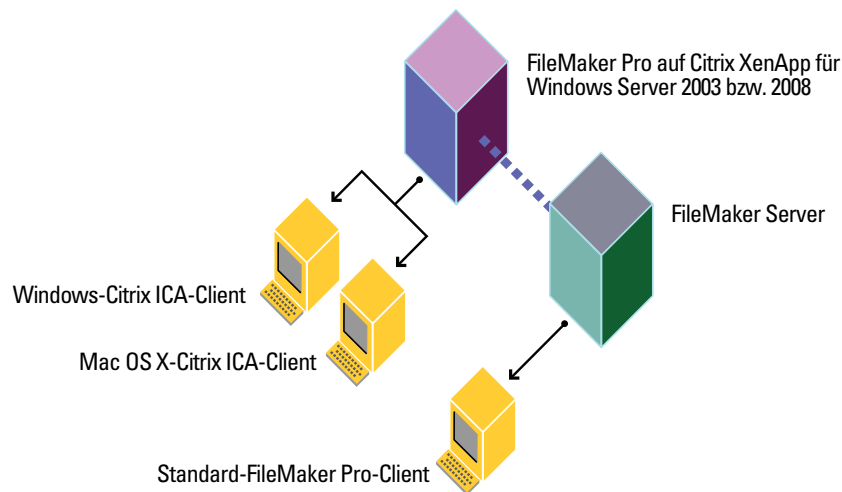 FileMaker Pro auf Citrix XenApp für
Windows Server 2003 bzw. 2008
FileMaker Server
Windows-Citrix ICA-Client
Mac OS X-Citrix ICA-Client
Standard-FileMaker Pro-Client